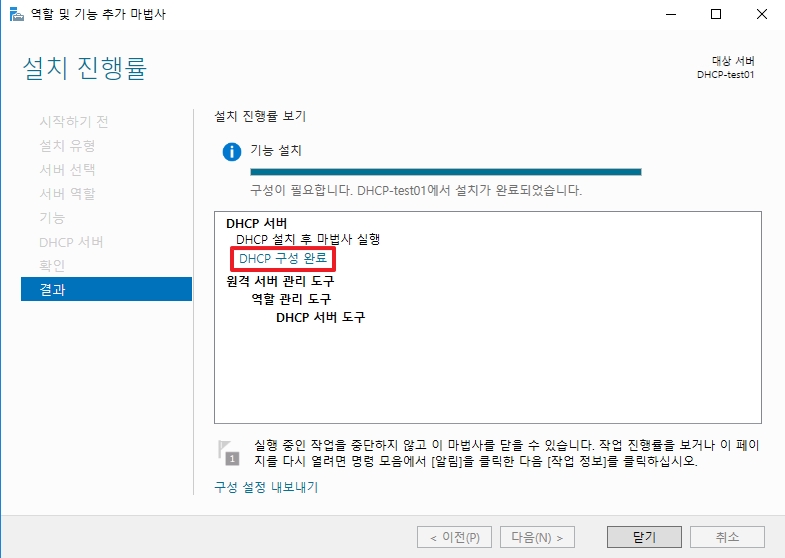 역할 및 기능 추가 마법사
설치 진행률
대상 서버
DHCP-test01
시작하기 전
설치 유형
서버 선택
서버 역할
기능
DHCP 서버
확인
결과
설치 진행률 보기
기능 설치
구성이 필요합니다. DHCP-test01에서 설치가 완료되었습니다.
DHCP 서버
DHCP 설치 후 마법사 실행
DHCP 구성 완료
원격 서버 관리 도구
역할 관리 도구
DHCP 서버 도구
1
실행 중인 작업을 중단하지 않고 이 마법사를 닫을 수 있습니다. 작업 진행률을 보거나 이 페이
지를 다시 열려면 명령 모음에서 [알림]을 클릭한 다음 [작업 정보]를 클릭하십시오.
구성 설정 내보내기
< 이전(P)
다음(N) >
닫기
취소